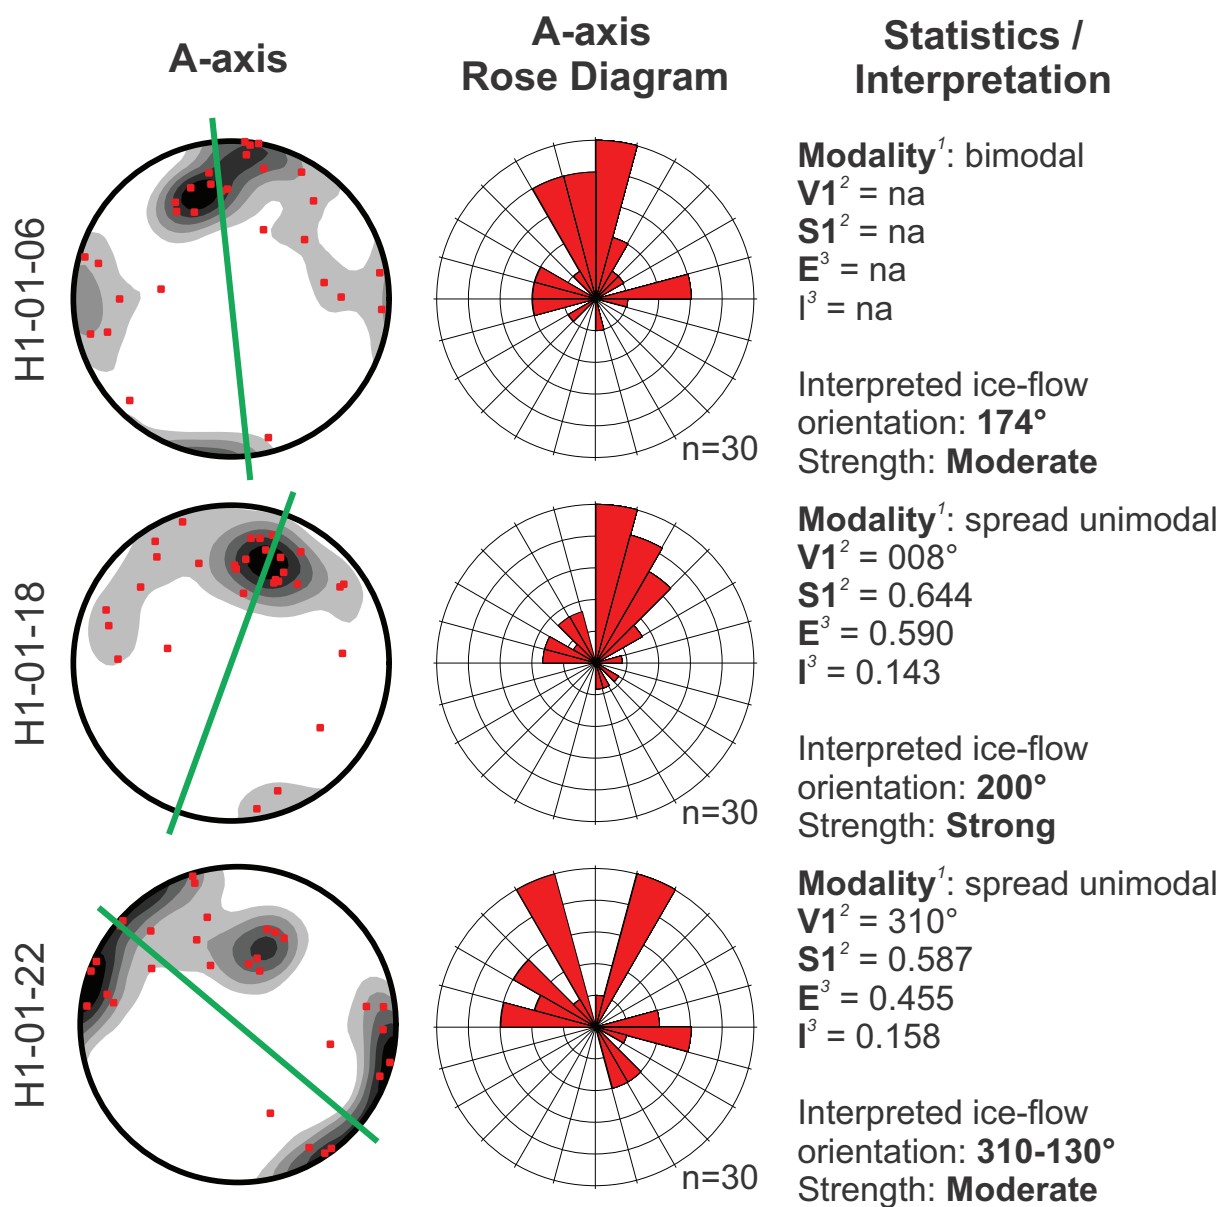 A-axis
A-axis
Rose Diagram
Statistics /
Interpretation
H1-01-06
n=30
Modality¹: bimodal
V1² = na
S1² = na
E³ = na
I³ = na
Interpreted ice-flow
orientation: 174°
Strength: Moderate
H1-01-18
n=30
Modality¹: spread unimodal
V1² = 008°
S1² = 0.644
E³ = 0.590
I³ = 0.143
Interpreted ice-flow
orientation: 200°
Strength: Strong
H1-01-22
n=30
Modality¹: spread unimodal
V1² = 310°
S1² = 0.587
E³ = 0.455
I³ = 0.158
Interpreted ice-flow
orientation: 310-130°
Strength: Moderate